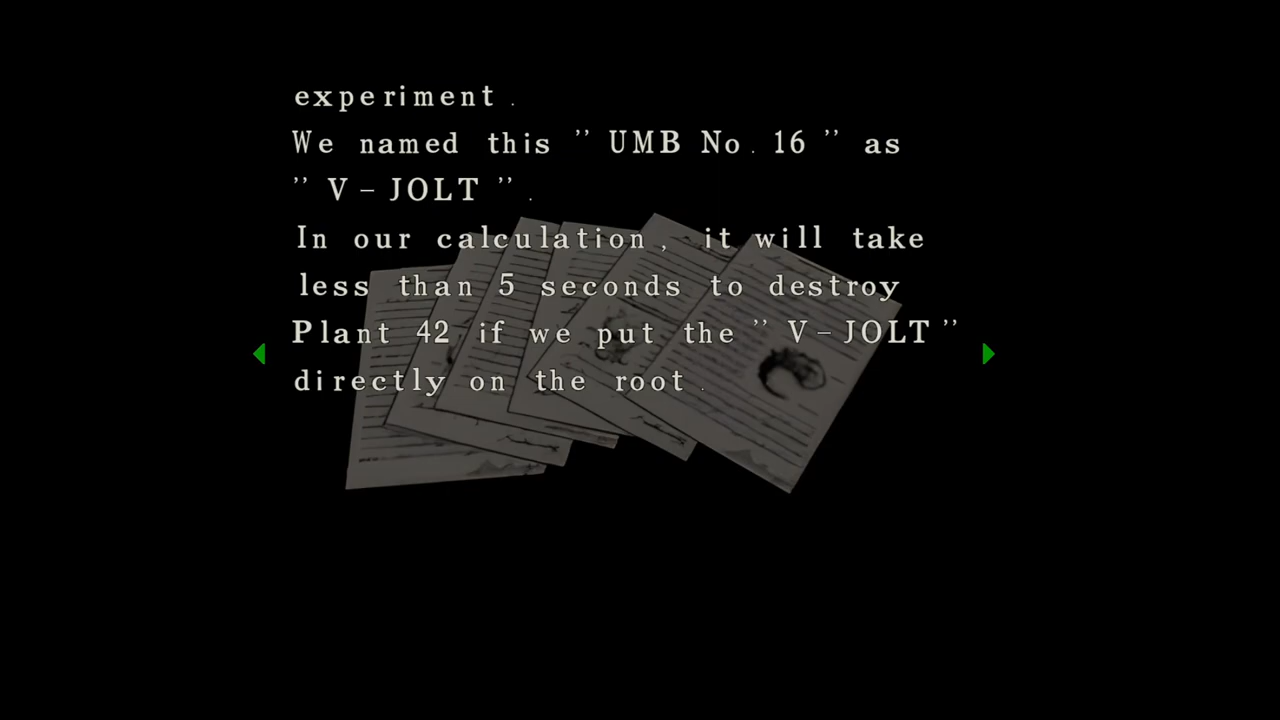 experiment.
We named this " UMB No. 16 " as
" V-JOLT ".
In our calculation, it will take
less than 5 seconds to destroy
Plant 42 if we put the " V-JOLT "
directly on the root.